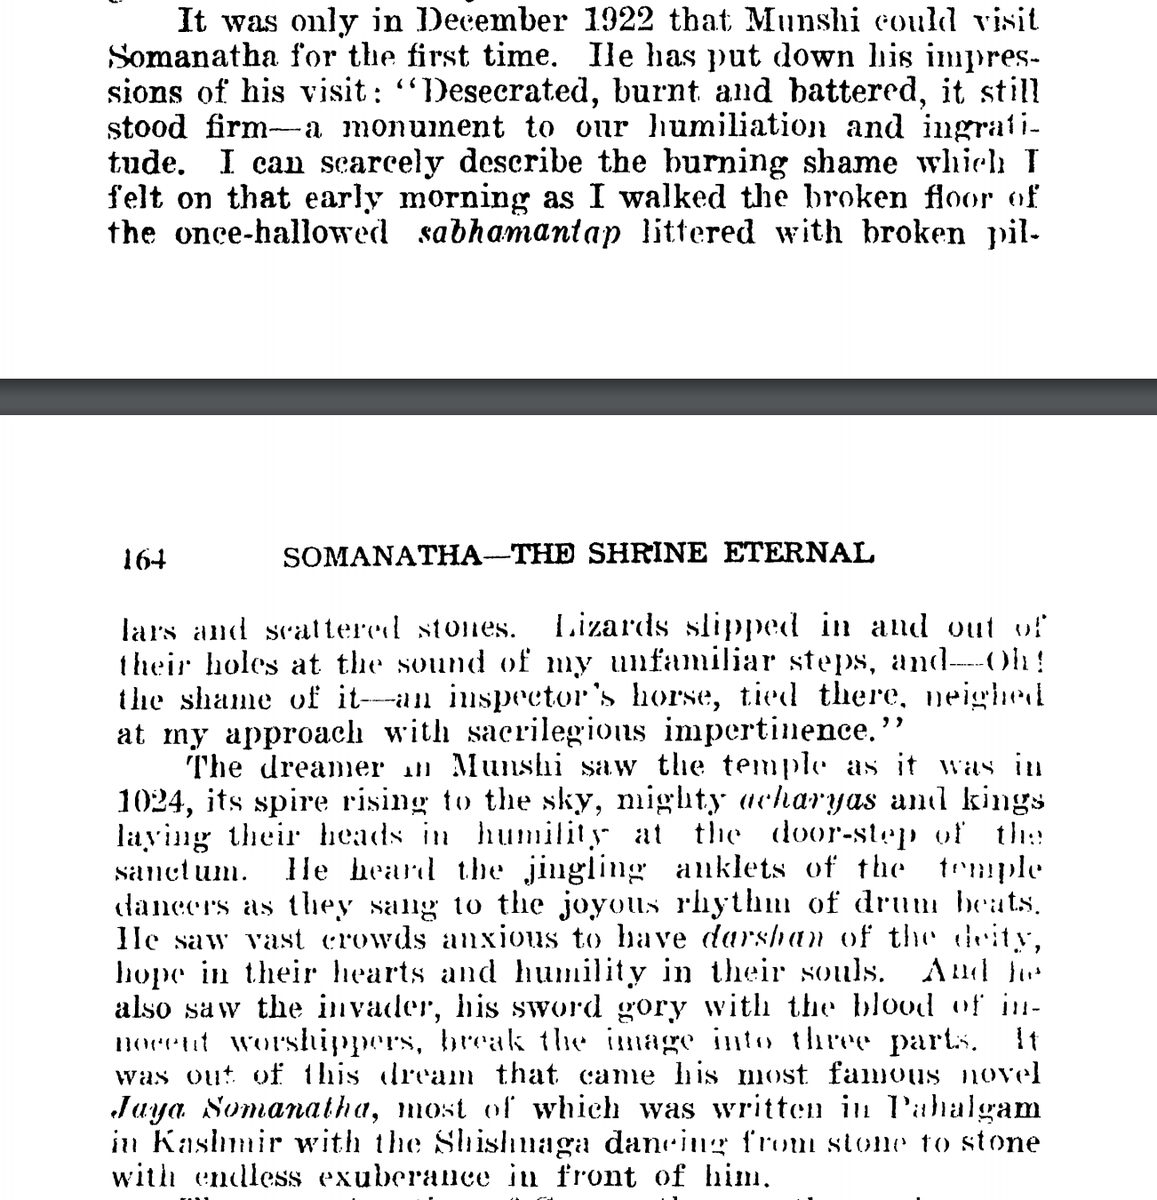 It was only in December 1922 that Munshi could visit
Somanatha for the first time. He has put down his impres-
sions of his visit: “Desecrated, burnt and battered, it still
stood firm—a monument to our humiliation and ingrati-
tude. I can scarcely describe the burning shame which I
felt on that early morning as I walked the broken floor of
the once-hallowed sabhamantap littered with broken pil-
164 SOMANATHA—THE SHRINE ETERNAL
lars and scattered stones. Lizards slipped in and out of
their holes at the sound of my unfamiliar steps, and—Oh!
the shame of it—an inspector's horse, tied there, neighed
at my approach with sacrilegious impertinence.”
The dreamer in Munshi saw the temple as it was in
1024, its spire rising to the sky, mighty acharyas and kings
laying their heads in humility at the door-step of the
sanctum. He heard the jingling anklets of the temple
dancers as they sang to the joyous rhythm of drum beats.
He saw vast crowds anxious to have darshan of the deity,
hope in their hearts and humility in their souls. And he
also saw the invader, his sword gory with the blood of in-
nocent worshippers, break the image into three parts. It
was out of this dream that came his most famous novel
Jaya Somanatha, most of which was written in Pahalgam
in Kashmir with the Shishnaga dancing from stone to stone
with endless exuberance in front of him.